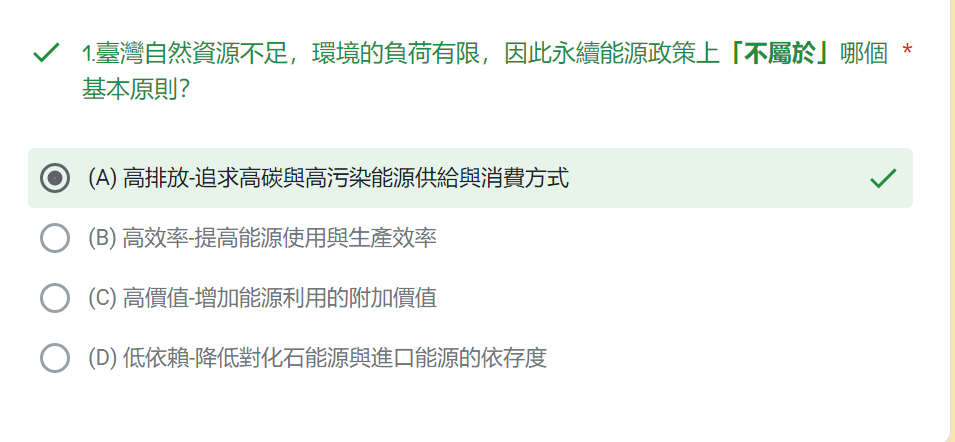 1.臺灣自然資源不足，環境的負荷有限，因此永續能源政策上「不屬於」哪個 *
基本原則?
(A) 高排放-追求高碳與高污染能源供給與消費方式
(B) 高效率-提高能源使用與生產效率
(C) 高價值-增加能源利用的附加價值
(D) 低依賴-降低對化石能源與進口能源的依存度